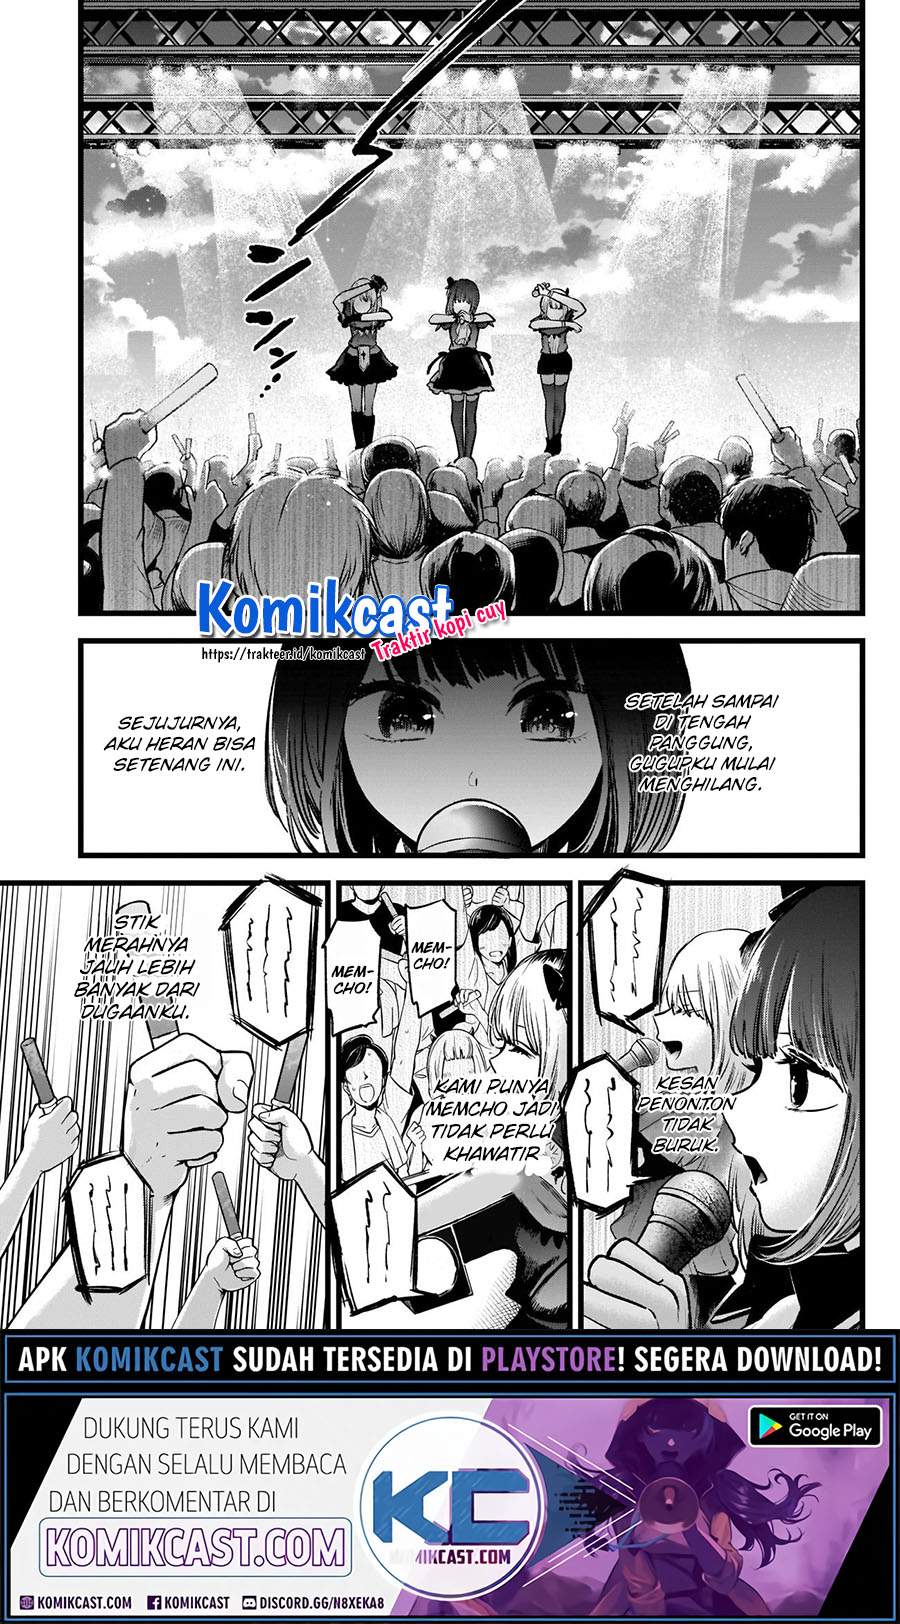 Komikcast
Traktir kopi cuy
https://trakteer.id/komikcast
SETELAH SAMPAI
DI TENGAH
PANGGUNG,
GUGUPKU MULAI
MENGHILANG.
SEJUJURNYA,
AKU HERAN BISA
SETENANG INI.
KESAN
PENONTON
TIDAK
BURUK.
MEM-
CHO!
MEM-
CHO!
KAMI PUNYA
MEMCHO JADI
TIDAK PERLU
KHAWATIR
STIK
MERAHNYA
JAUH LEBIH
BANYAK DARI
DUGAANKU.
APK KOMIKCAST SUDAH TERSEDIA DI PLAYSTORE! SEGERA DOWNLOAD!
DUKUNG TERUS KAMI
DENGAN SELALU MEMBACA
DAN BERKOMENTAR DI
KOMIKCAST.COM
KC
KOMIKCAST.COM
GET IT ON
Google Play
KOMIKCAST.COM KOMIKCAST DISCORD.GG/N8XEKA8